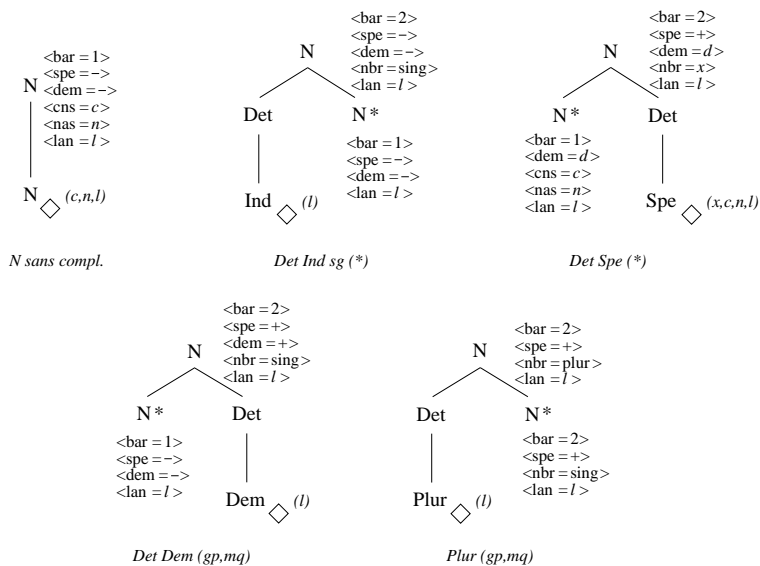 <bar = 1>
<spe = −>
N <dem = −>
<cns = c>
<nas = n>
<lan = l >
N (c,n,l)
N sans compl.
<bar = 2>
<spe = −>
N <dem = −>
<nbr = sing>
<lan = l >
Det N*
<bar = 1>
<spe = −>
<dem = −>
<lan = l >
Ind (l)
Det Ind sg (*)
<bar = 2>
<spe = +>
N <dem = d>
<nbr = x>
<lan = l >
N* Det
<bar = 1>
<dem = d>
<cns = c>
<nas = n>
<lan = l >
Spe (x,c,n,l)
Det Spe (*)
<bar = 2>
<spe = +>
<dem = +>
N <nbr = sing>
<lan = l >
N* Det
<bar = 1>
<spe = −>
<dem = −>
<lan = l >
Dem (l)
Det Dem (gp,mq)
<bar = 2>
<spe = +>
N <nbr = plur>
<lan = l >
Det N*
<bar = 2>
<spe = +>
<nbr = sing>
<lan = l >
Plur (l)
Plur (gp,mq)